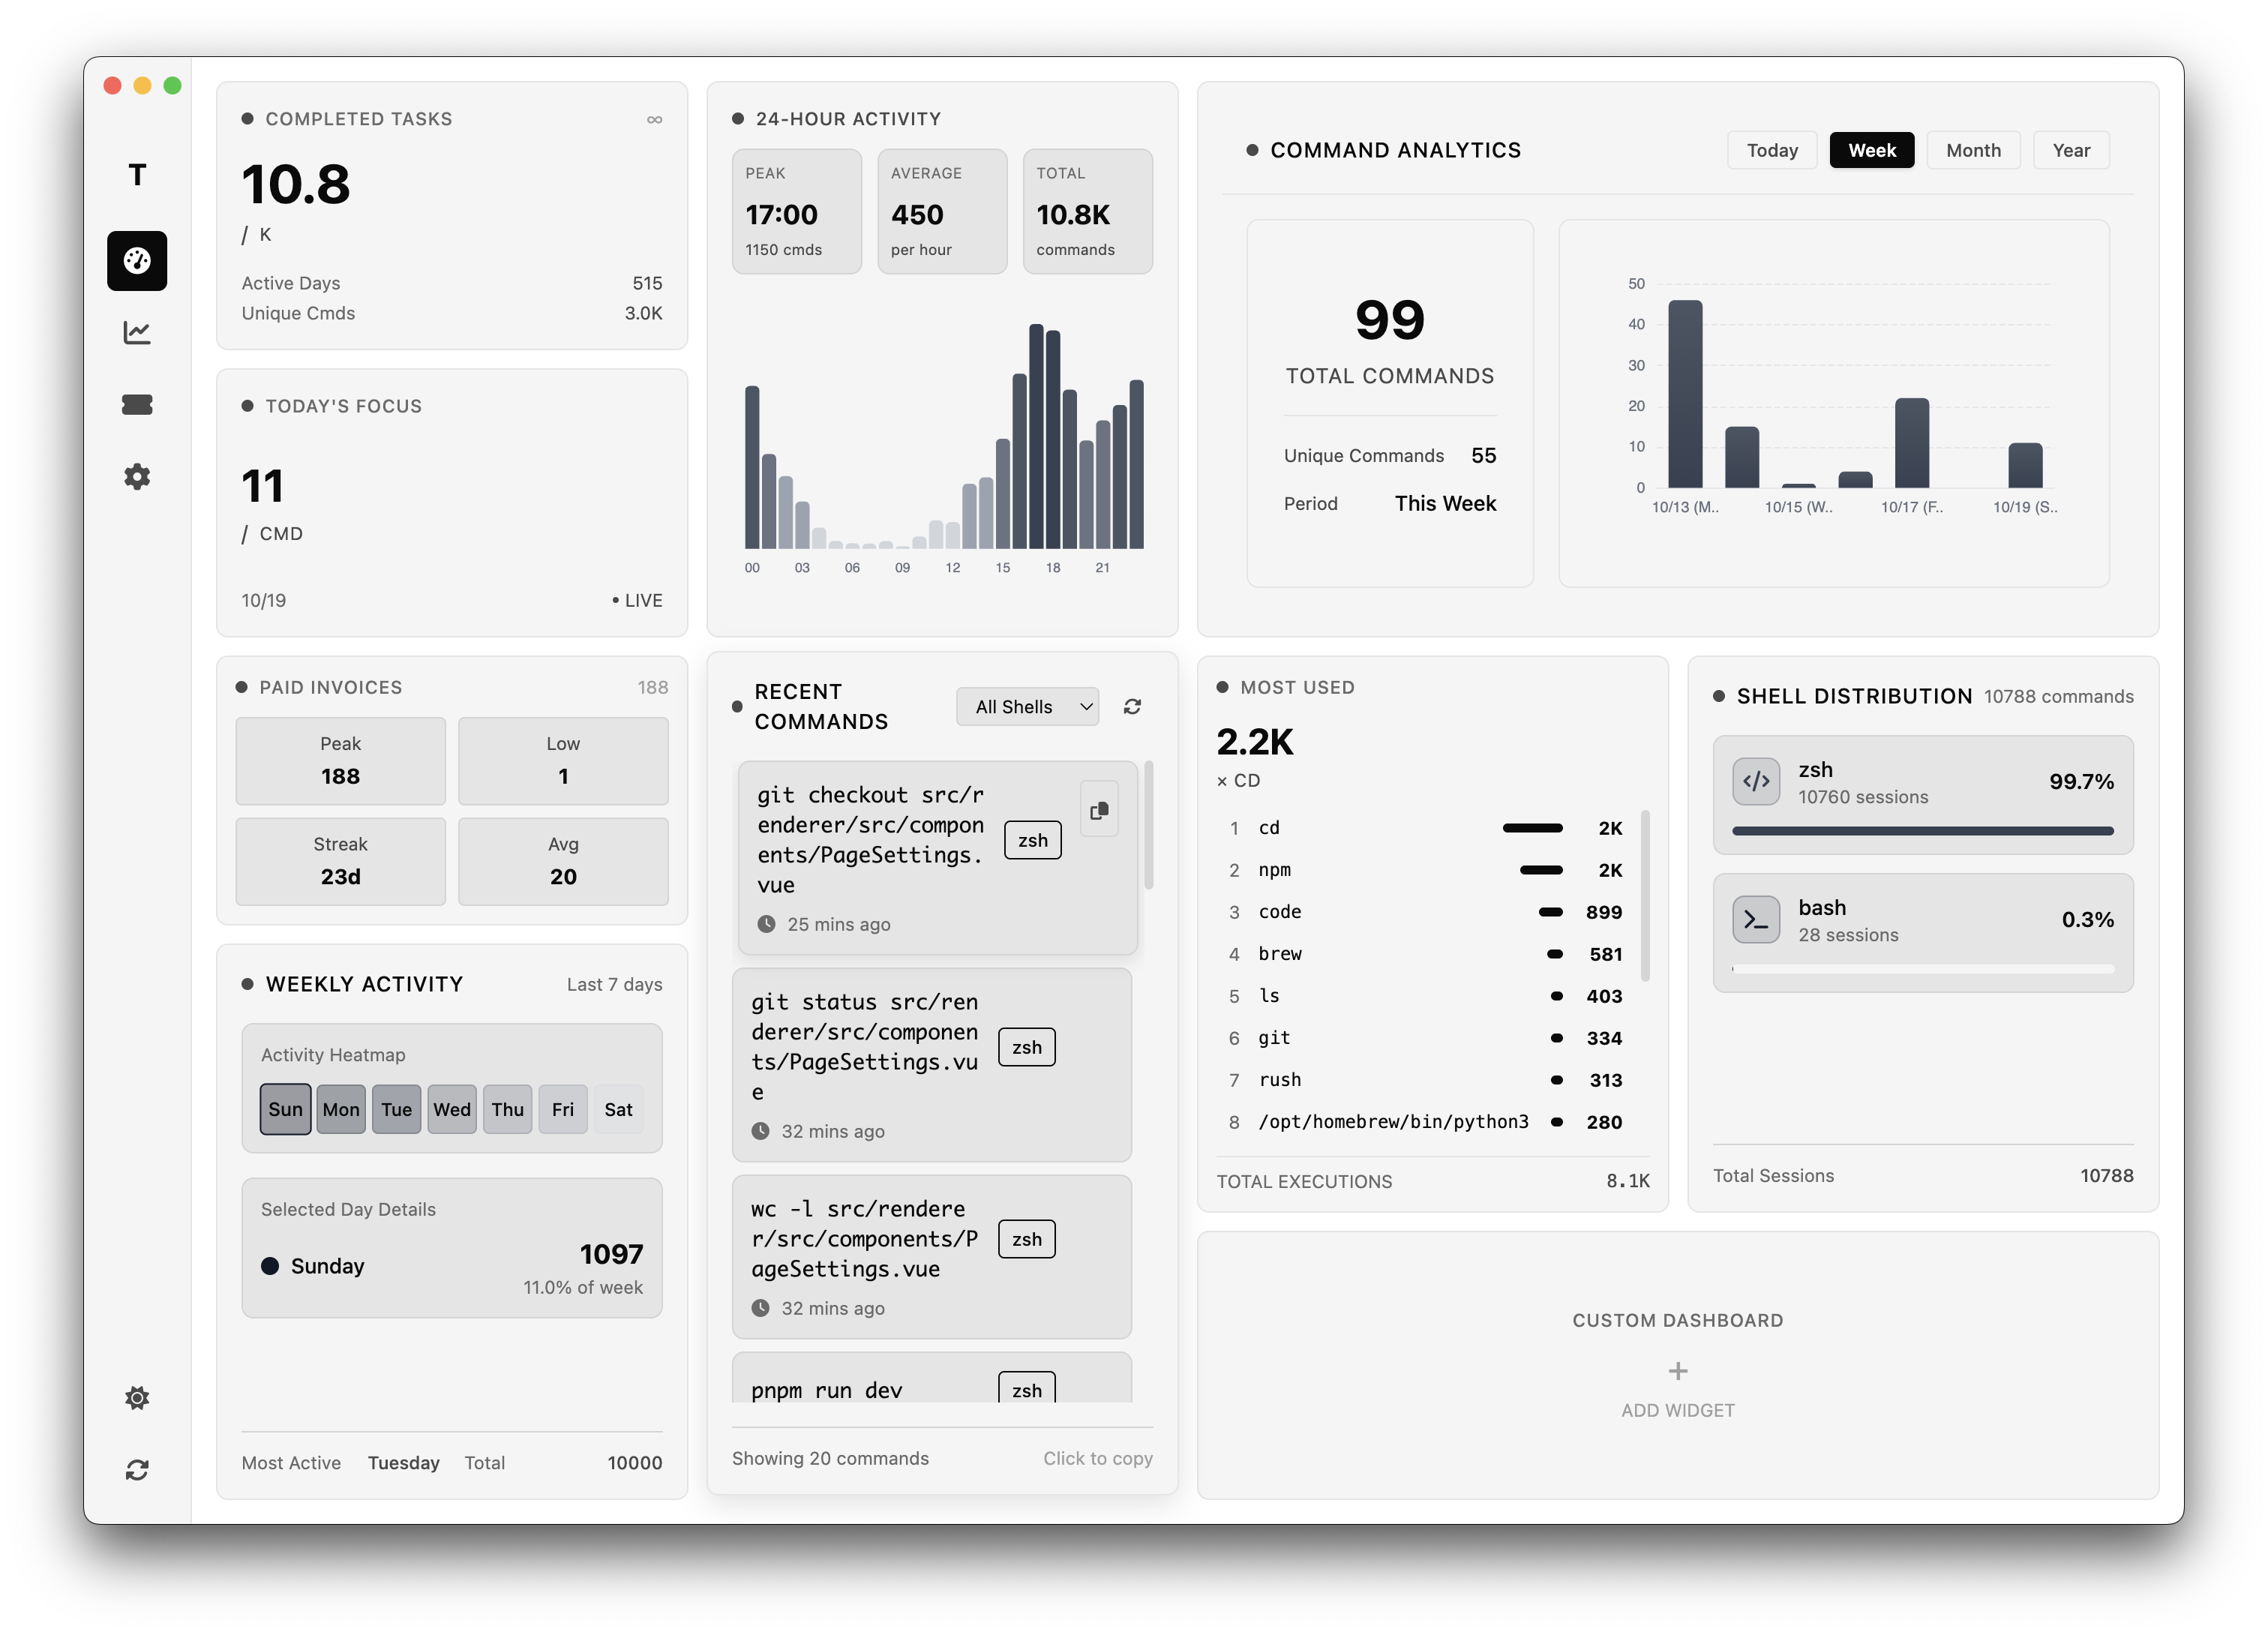 T
COMPLETED TASKS ∞
10.8
/ K
Active Days 515
Unique Cmds 3.0K
TODAY'S FOCUS
11
/ CMD
10/19 • LIVE
24-HOUR ACTIVITY
PEAK
17:00
1150 cmds
AVERAGE
450
per hour
TOTAL
10.8K
commands
00 03 06 09 12 15 18 21
COMMAND ANALYTICS
Today Week Month Year
99
TOTAL COMMANDS
Unique Commands 55
Period This Week
50
40
30
20
10
0
10/13 (M.. 10/15 (W.. 10/17 (F.. 10/19 (S..
PAID INVOICES 188
Peak
188
Low
1
Streak
23d
Avg
20
WEEKLY ACTIVITY Last 7 days
Activity Heatmap
Sun Mon Tue Wed Thu Fri Sat
Selected Day Details
Sunday
1097
11.0% of week
Most Active Tuesday Total 10000
RECENT
COMMANDS
All Shells
git checkout src/r
enderer/src/compon
ents/PageSettings.
vue
zsh
25 mins ago
git status src/ren
derer/src/componen
ts/PageSettings.vu
e
zsh
32 mins ago
wc -l src/rendere
r/src/components/P
ageSettings.vue
zsh
32 mins ago
pnpm run dev
zsh
Showing 20 commands Click to copy
MOST USED
2.2K
× CD
1 cd 2K
2 npm 2K
3 code 899
4 brew 581
5 ls 403
6 git 334
7 rush 313
8 /opt/homebrew/bin/python3 280
TOTAL EXECUTIONS 8.1K
SHELL DISTRIBUTION 10788 commands
zsh
10760 sessions
99.7%
bash
28 sessions
0.3%
Total Sessions 10788
CUSTOM DASHBOARD
+
ADD WIDGET